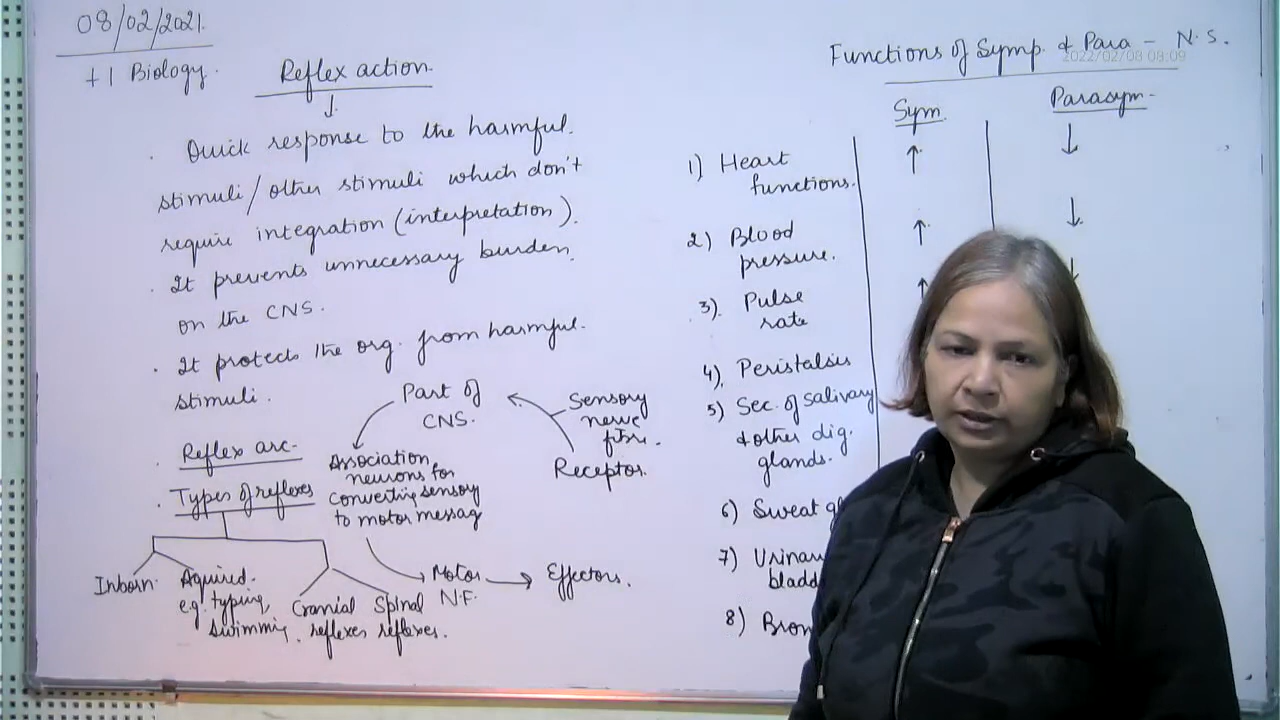 08/02/2021.
+1 Biology.
Reflex action.
↓
. Quick response to the harmful.
stimuli/other stimuli which don't
require integration (interpretation).
. It prevents unnecessary burden.
on the CNS.
. It protects the org. from harmful.
stimuli.
. Reflex arc-
Part of
CNS.
Sensory
nerve
Receptor.
Association
neurons for
converting sensory
to motor messag
Motor
N.F.
Effectors.
. Types of reflexes
Inborn.
Aquired.
e.g. typing,
swimming.
Cranial
reflexes
Spinal
reflexes.
Functions of Symp. & Para - N.S.
2022/02/08 08:09
Sym.
Parasym-
1) Heart
functions.
↑ ↓
2) Blood
pressure.
↑ ↓
3). Pulse
rate
↑ ↓
4) Peristalsis
5) Sec. of salivary
& other dig.
glands.
6) Sweat
7)
8)